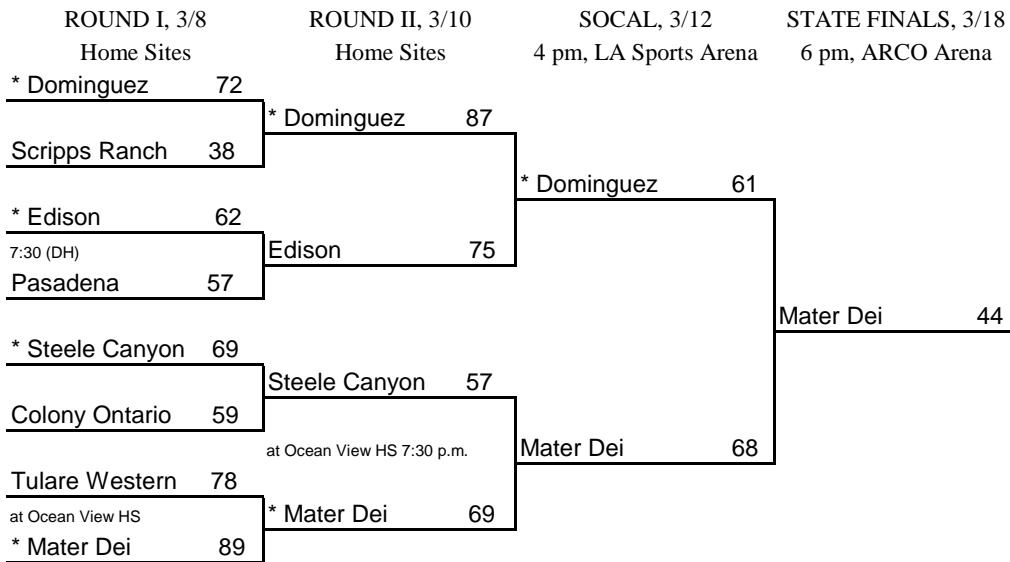 ROUND I, 3/8 ROUND II, 3/10 SOCAL, 3/12 STATE FINALS, 3/18
Home Sites Home Sites 4 pm, LA Sports Arena 6 pm, ARCO Arena
* Dominguez 72
* Dominguez 87
Scripps Ranch 38
* Dominguez 61
* Edison 62
7:30 (DH)
Edison 75
Pasadena 57
Mater Dei 44
* Steele Canyon 69
Steele Canyon 57
Colony Ontario 59
at Ocean View HS 7:30 p.m.
Mater Dei 68
Tulare Western 78
at Ocean View HS
* Mater Dei 69
* Mater Dei 89